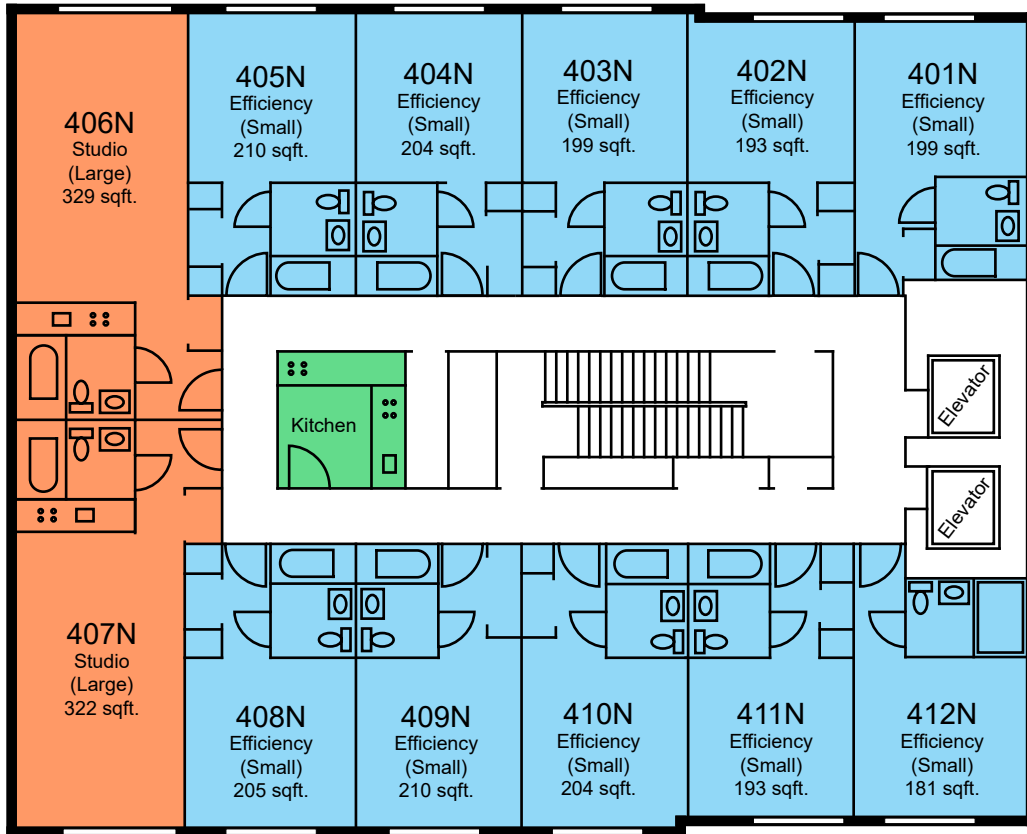 405N
Efficiency
(Small)
210 sqft.
404N
Efficiency
(Small)
204 sqft.
403N
Efficiency
(Small)
199 sqft.
402N
Efficiency
(Small)
193 sqft.
401N
Efficiency
(Small)
199 sqft.
406N
Studio
(Large)
329 sqft.
Kitchen
Elevator
Elevator
407N
Studio
(Large)
322 sqft.
408N
Efficiency
(Small)
205 sqft.
409N
Efficiency
(Small)
210 sqft.
410N
Efficiency
(Small)
204 sqft.
411N
Efficiency
(Small)
193 sqft.
412N
Efficiency
(Small)
181 sqft.